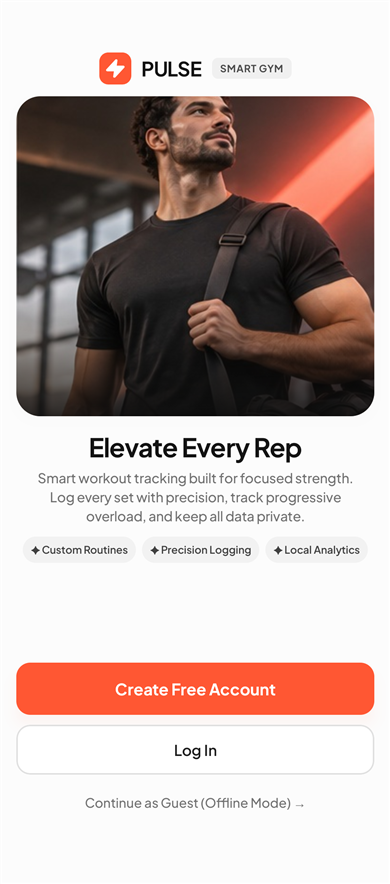 PULSE SMART GYM
Elevate Every Rep
Smart workout tracking built for focused strength.
Log every set with precision, track progressive
overload, and keep all data private.
Custom Routines Precision Logging Local Analytics
Create Free Account
Log In
Continue as Guest (Offline Mode) →